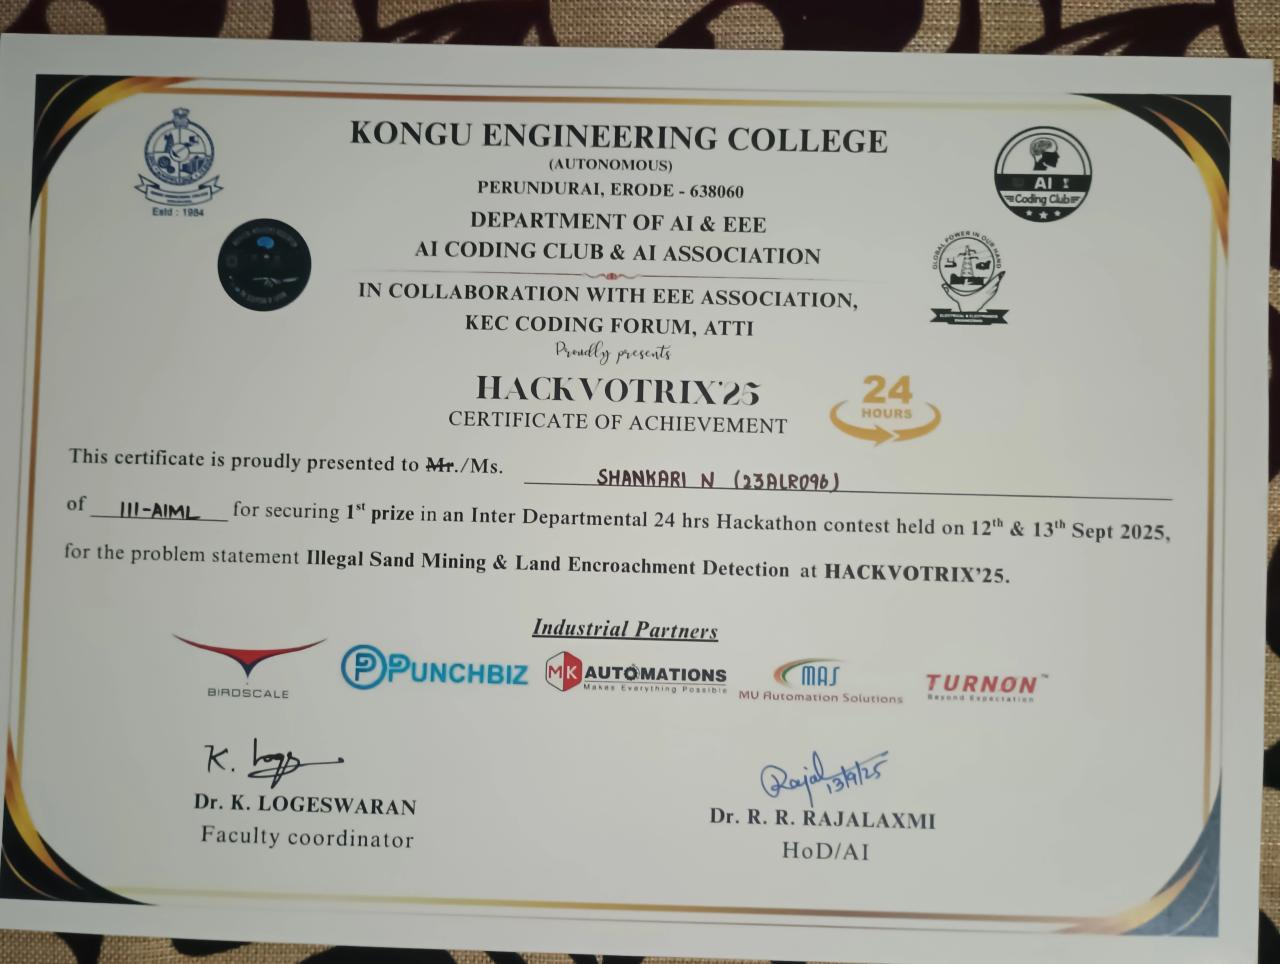 KONGU ENGINEERING COLLEGE
(AUTONOMOUS)
PERUNDURAI, ERODE - 638060
DEPARTMENT OF AI & EEE
AI CODING CLUB & AI ASSOCIATION
IN COLLABORATION WITH EEE ASSOCIATION,
KEC CODING FORUM, ATTI
Proudly presents
HACKVOTRIX'25
CERTIFICATE OF ACHIEVEMENT
Estd : 1984
AI
Coding Club
GLOBAL POWER IN OUR HAND
ELECTRICAL & ELECTRONICS
ENGINEERING
24
HOURS
This certificate is proudly presented to Mr./Ms. SHANKARI N (23ALR096)
of III-AIML for securing 1st prize in an Inter Departmental 24 hrs Hackathon contest held on 12th & 13th Sept 2025,
for the problem statement Illegal Sand Mining & Land Encroachment Detection at HACKVOTRIX'25.
Industrial Partners
BIRDSCALE
PUNCHBIZ
MK AUTOMATIONS
Makes Everything Possible
MAS
MU Automation Solutions
TURNON™
Beyond Expectation
K. Logs
Dr. K. LOGESWARAN
Faculty coordinator
Rajal 13/9/25
Dr. R. R. RAJALAXMI
HoD/AI